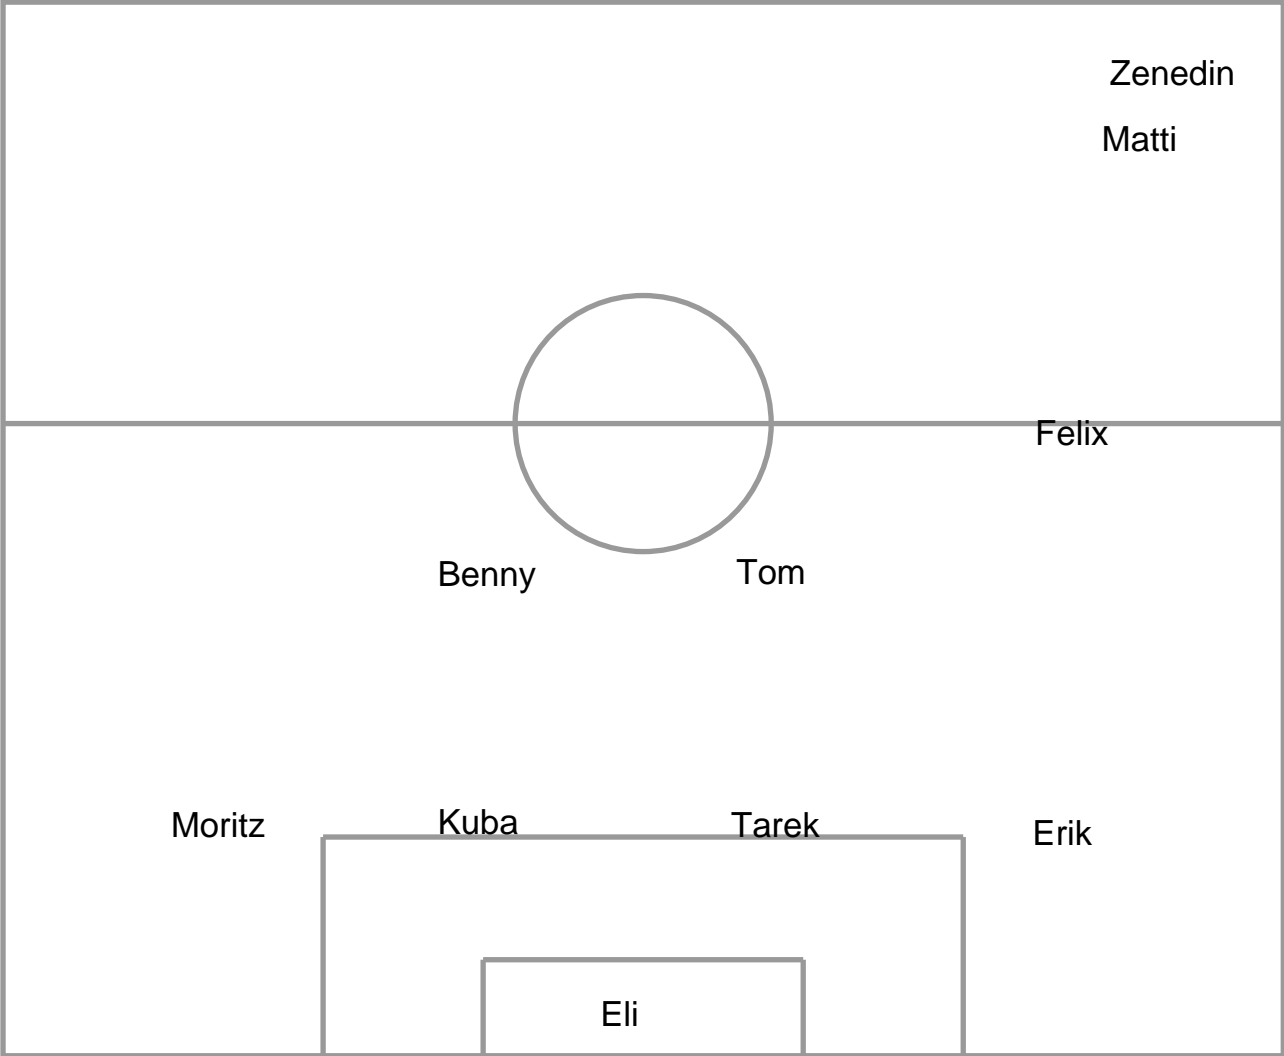 Zenedin
Matti
Felix
Benny Tom
Moritz Kuba Tarek Erik
Eli